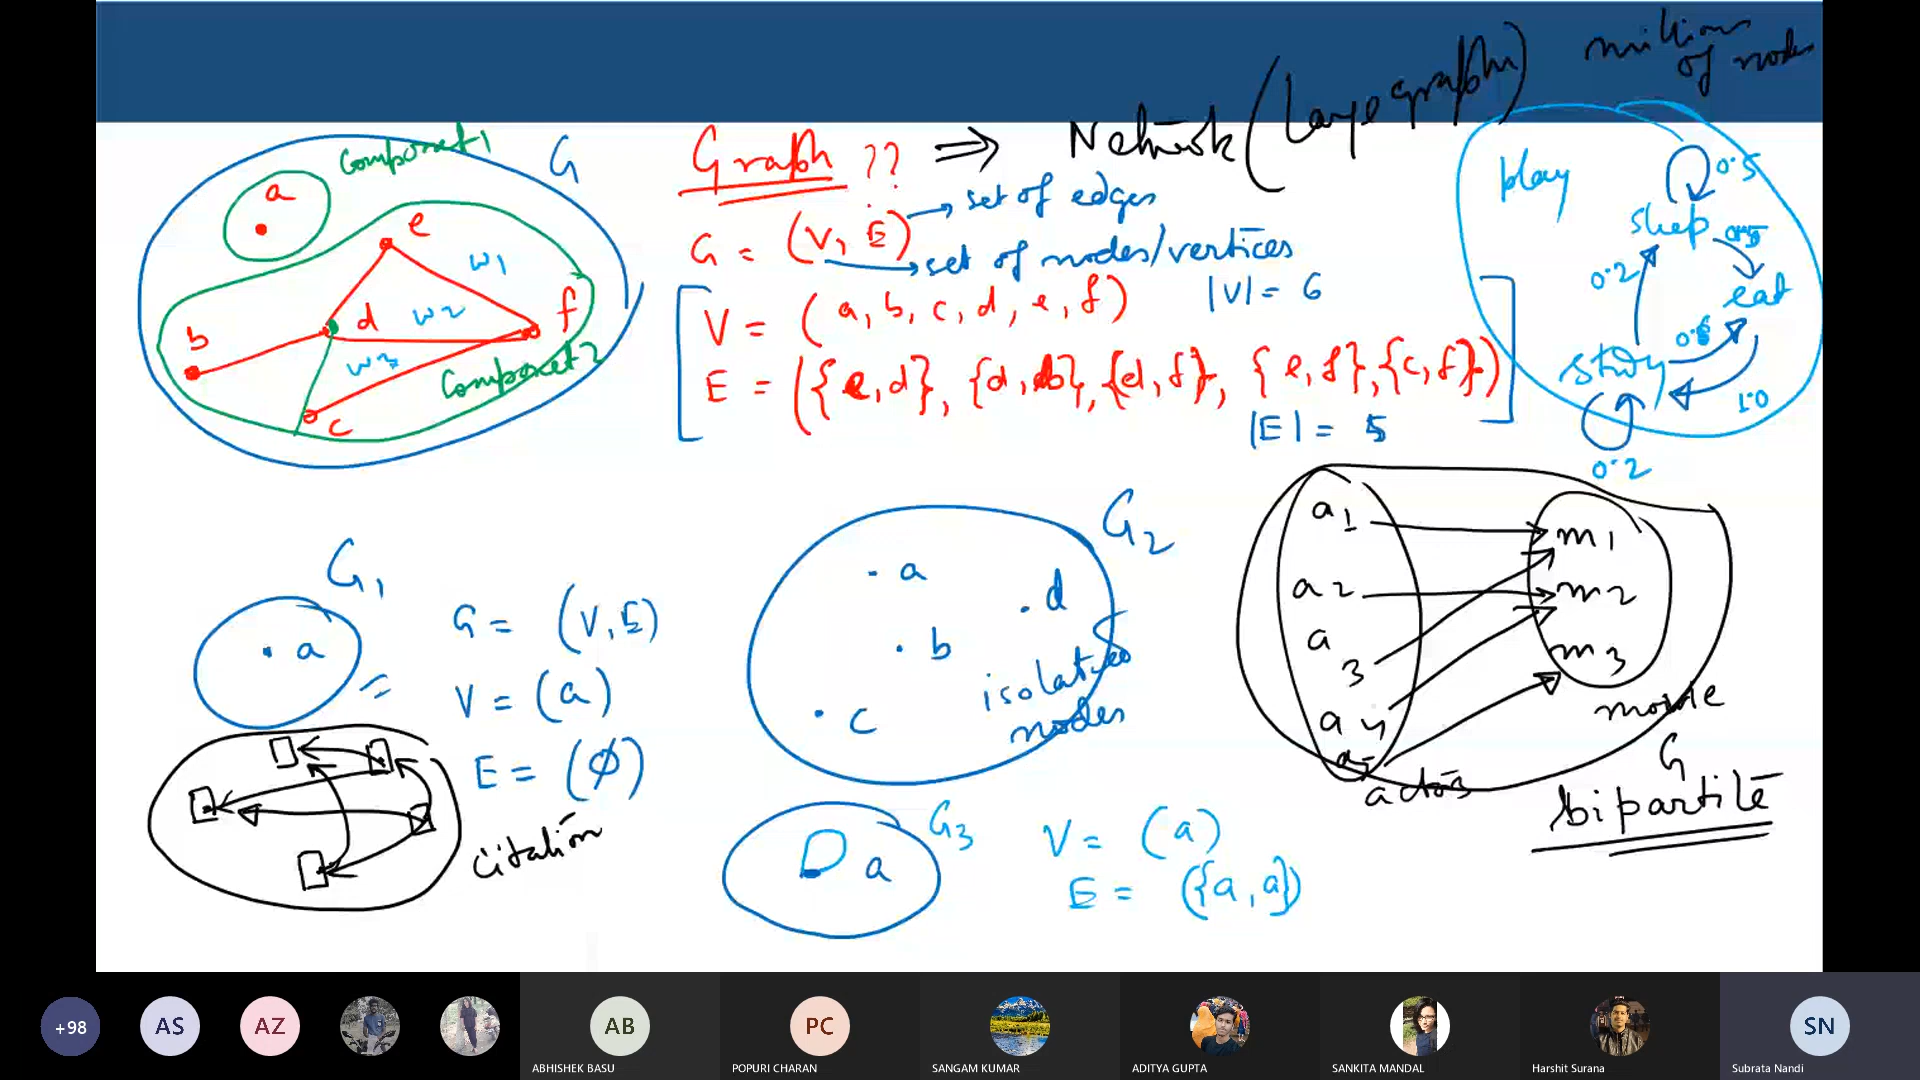 millions
of nodes
Graph ?? ⇒ Network (Large graph)
G = (V, E) → set of edges
→ set of nodes/vertices
V = (a, b, c, d, e, f) |V| = 6
E = ({e,d}, {d,b}, {d,f}, {e,f}, {c,f})
|E| = 5
G
Component 1
a
e
w1
b
d
w2
f
w3
Component 2
c
play
0.5
sleep
0.2
eat
study
1.0
0.2
G1
a
G = (V, E)
V = (a)
E = (φ)
citation
G2
a
d
b
isolated
nodes
c
G3
a
V = (a)
E = ({a, a})
a1
m1
a2
m2
a3
m3
a4
movie
a5
actors
G
bipartite
+98
AS
AZ
AB
PC
SN
ABHISHEK BASU
POPURI CHARAN
SANGAM KUMAR
ADITYA GUPTA
SANKITA MANDAL
Harshit Surana
Subrata Nandi